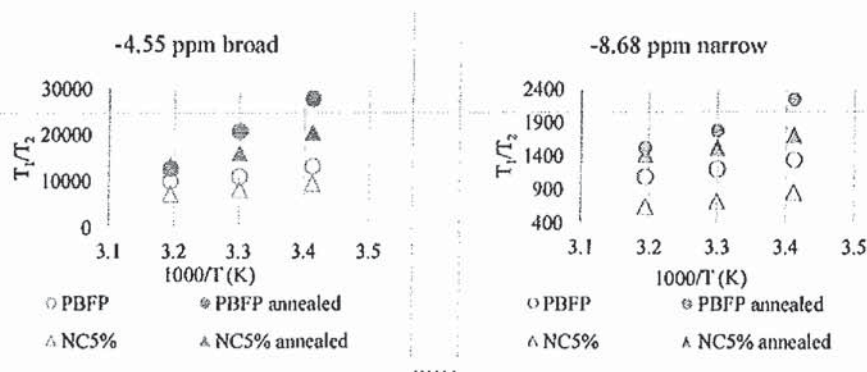 -4.55 ppm broad
30000
20000
10000
0
T1/T2
3.1 3.2 3.3 3.4 3.5
1000/T (K)
PBFP PBFP annealed
NC5% NC5% annealed
-8.68 ppm narrow
2400
1900
1400
900
400
T1/T2
3.1 3.2 3.3 3.4 3.5
1000/T (K)
PBFP PBFP annealed
NC5% NC5% annealed